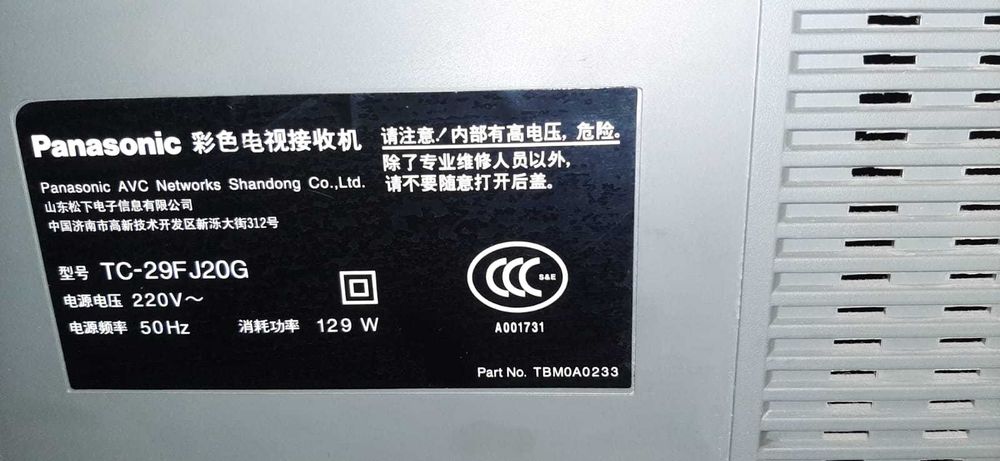 Panasonic 彩色电视接收机
请注意！内部有高电压，危险。
除了专业维修人员以外，
请不要随意打开后盖。
Panasonic AVC Networks Shandong Co.,Ltd.
山东松下电子信息有限公司
中国济南市高新技术开发区新泺大街312号
型号 TC-29FJ20G
电源电压 220V～
电源频率 50Hz 消耗功率 129 W
CCC S&E
A001731
Part No. TBM0A0233